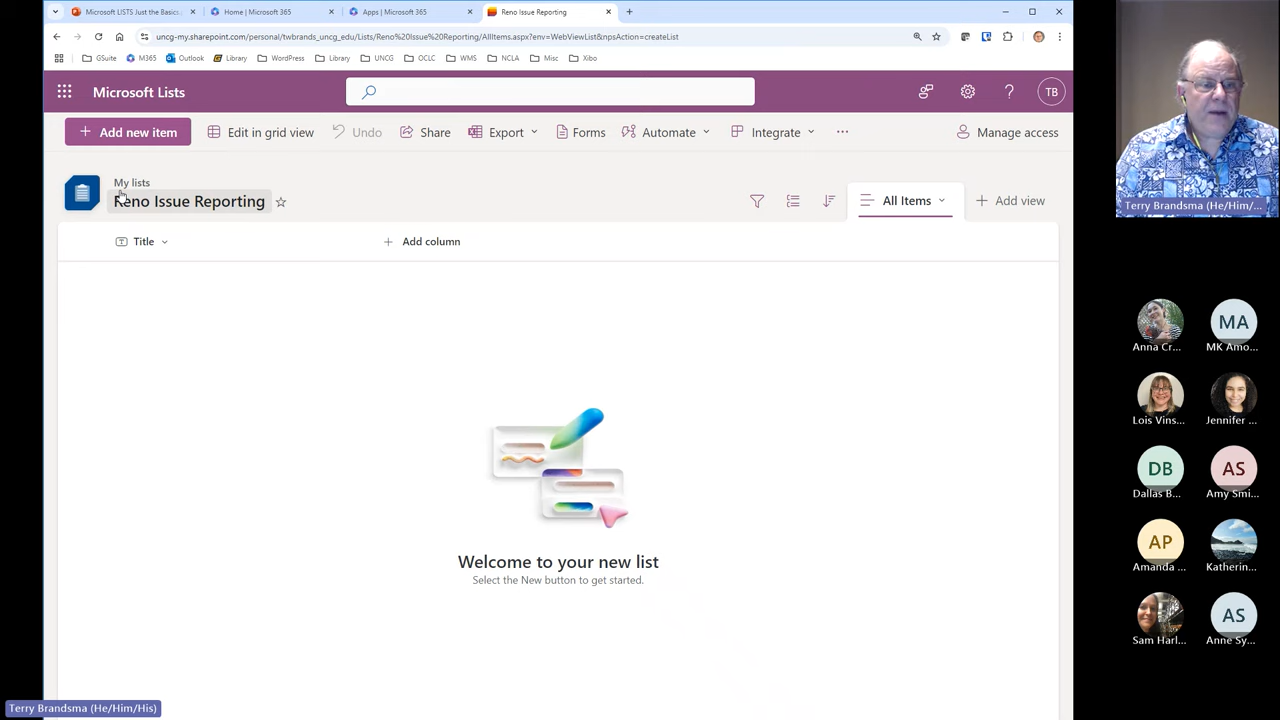 Microsoft LISTS Just the Basics.
Home | Microsoft 365
Apps | Microsoft 365
Reno Issue Reporting
uncg-my.sharepoint.com/personal/twbrands_uncg_edu/Lists/Reno%20Issue%20Reporting/AllItems.aspx?env=WebViewList&npsAction=createList
GSuite
M365
Outlook
Library
WordPress
Library
UNCG
OCLC
WMS
NCLA
Misc
Xibo
Microsoft Lists
TB
Add new item
Edit in grid view
Undo
Share
Export
Forms
Automate
Integrate
Manage access
My lists
Reno Issue Reporting
All Items
Add view
Title
Add column
Welcome to your new list
Select the New button to get started.
Terry Brandsma (He/Him/...
MA
Anna Cr...
MK Amo...
Lois Vins...
Jennifer ...
DB
AS
Dallas B...
Amy Smi...
AP
Amanda ...
Katherin...
AS
Sam Harl...
Anne Sy...
Terry Brandsma (He/Him/His)